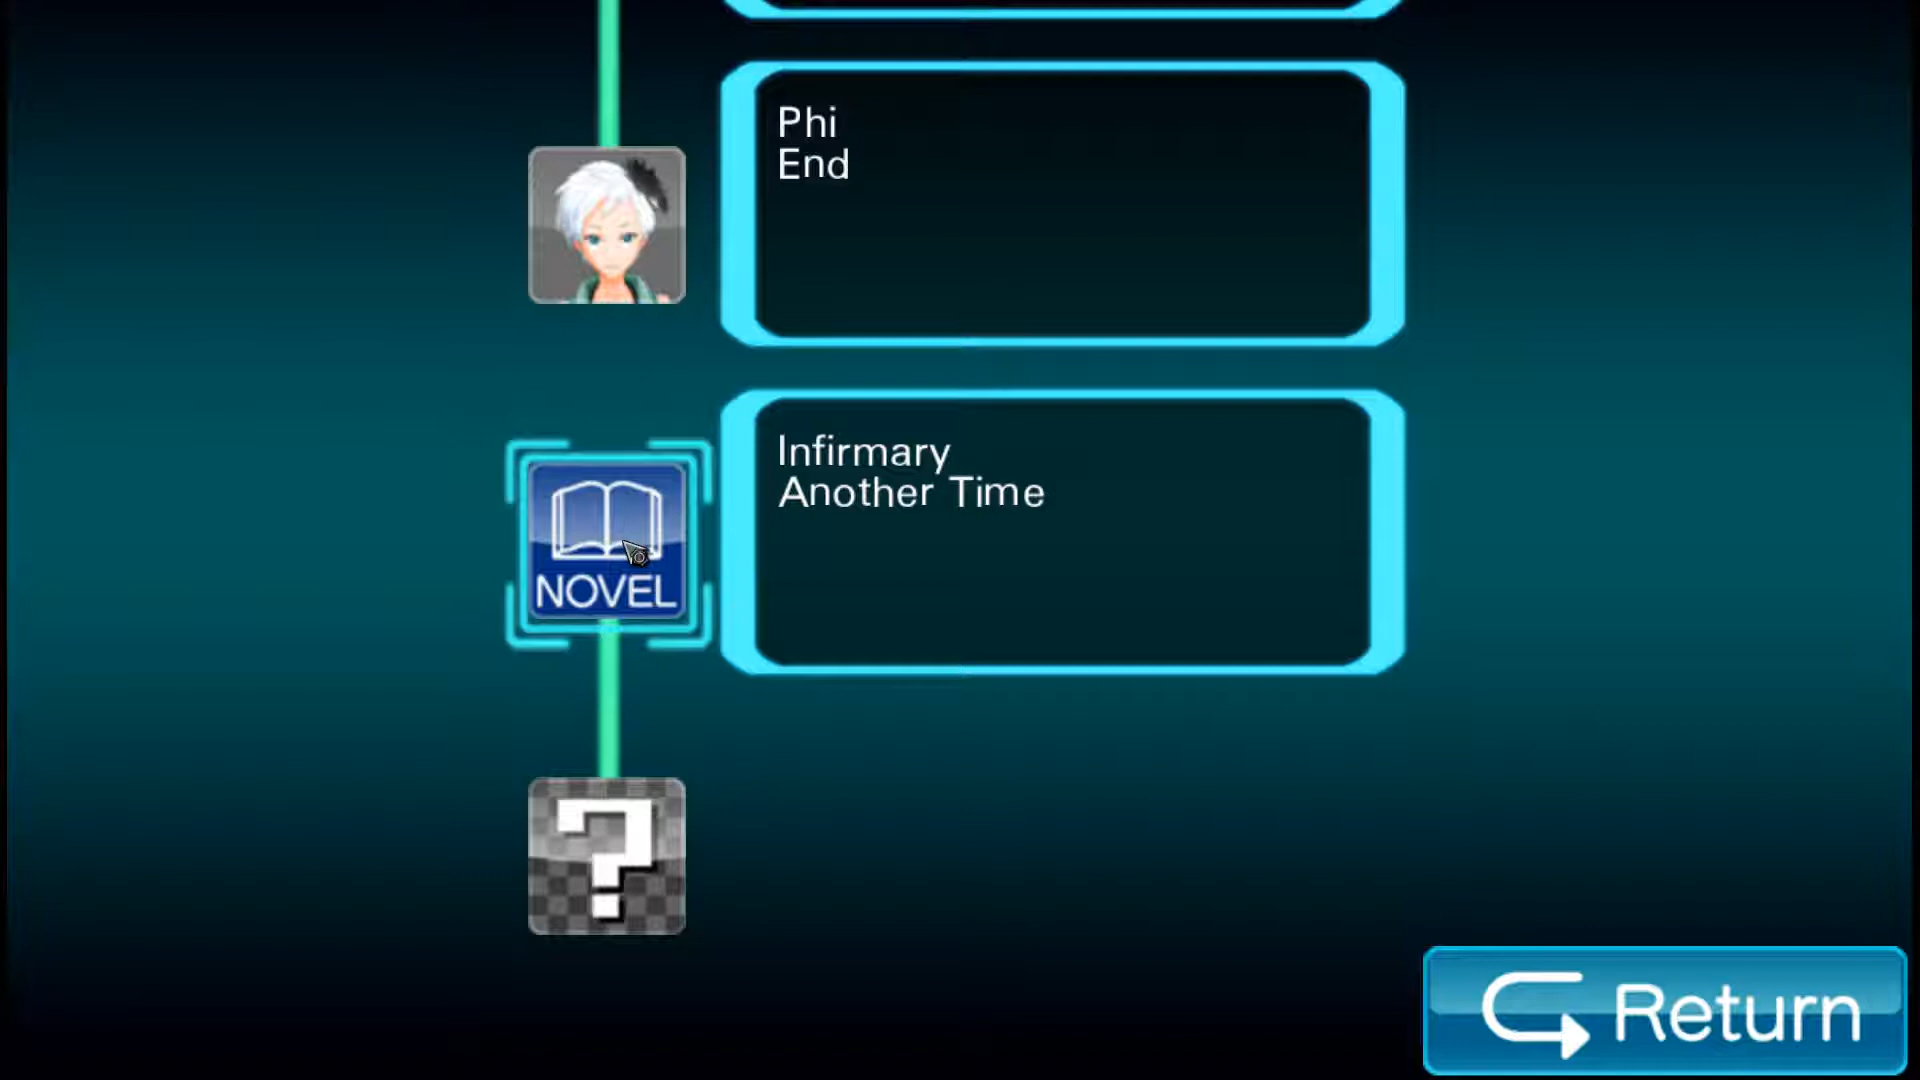 Phi
End
Infirmary
Another Time
NOVEL
?
Return